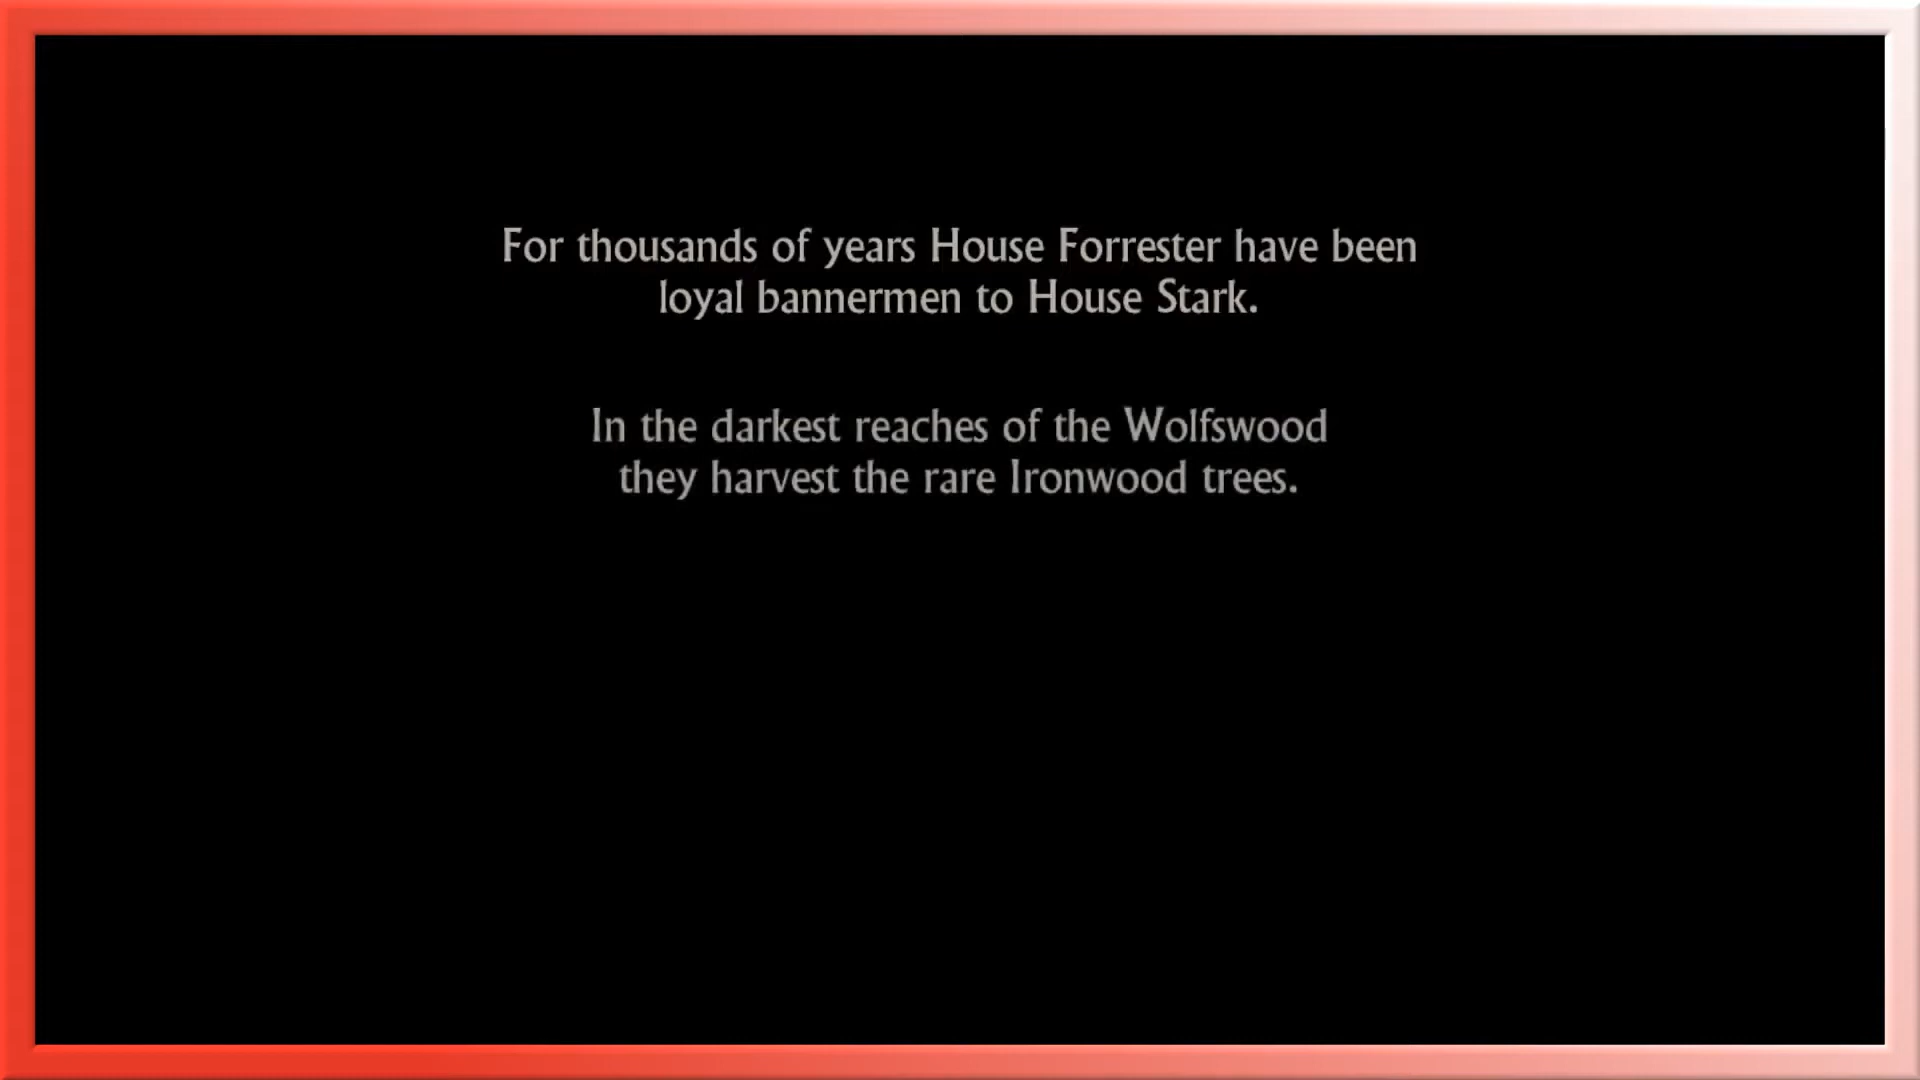 For thousands of years House Forrester have been
loyal bannermen to House Stark.
In the darkest reaches of the Wolfswood
they harvest the rare Ironwood trees.